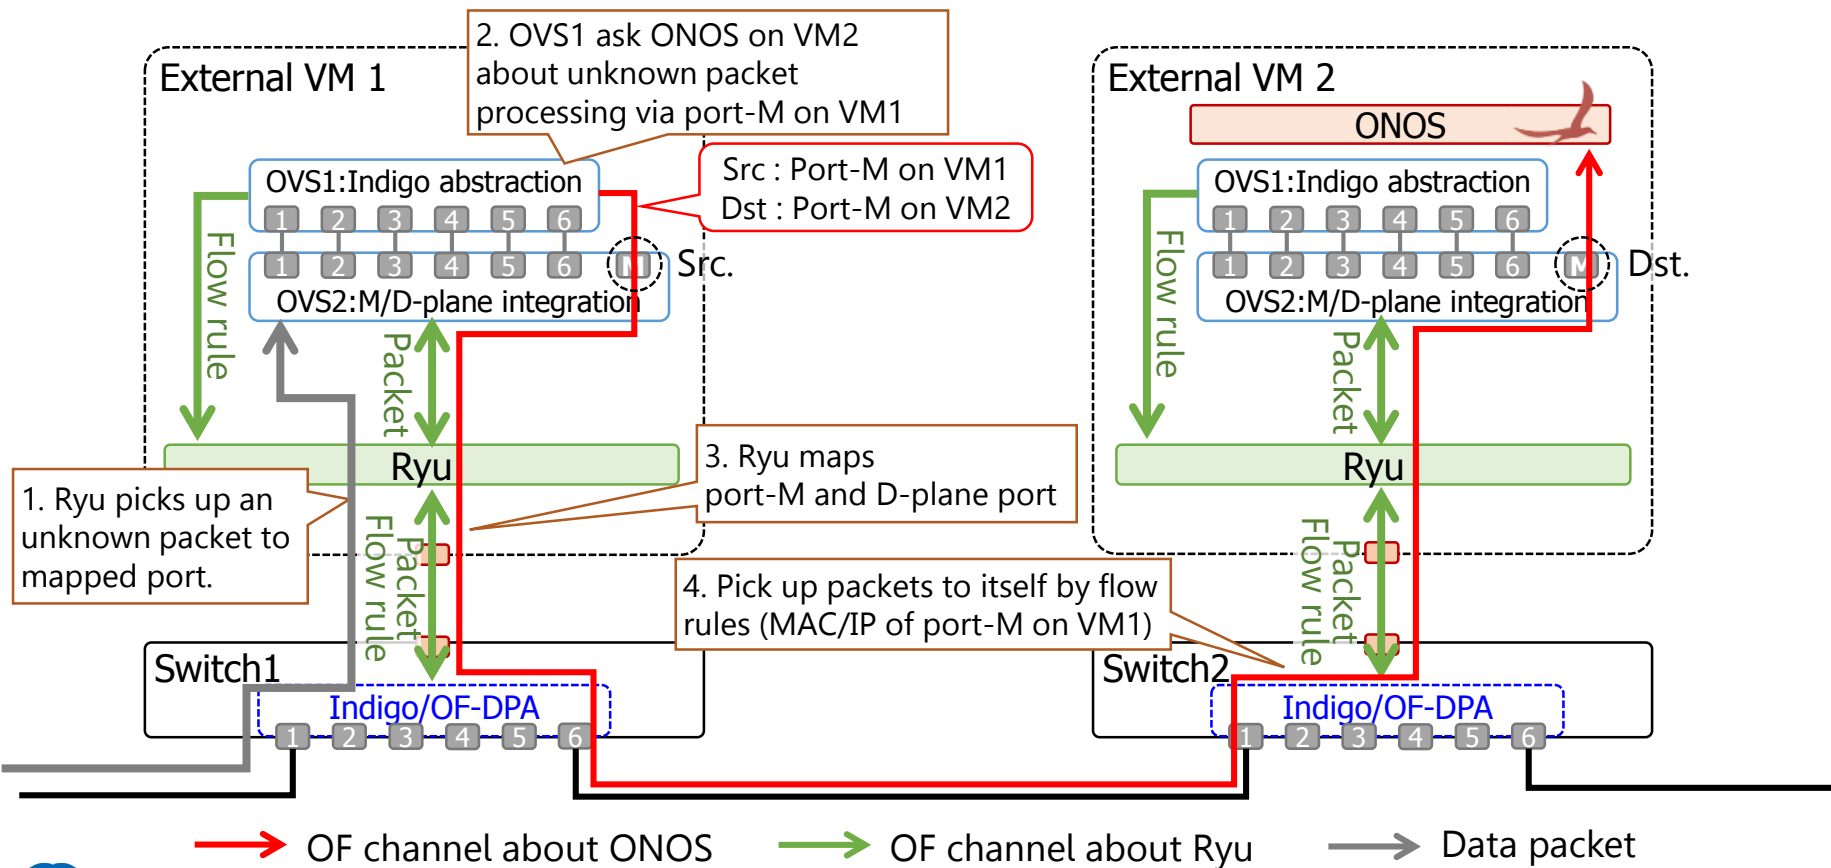 2. OVS1 ask ONOS on VM2
about unknown packet
processing via port-M on VM1
External VM 1
External VM 2
ONOS
Src : Port-M on VM1
Dst : Port-M on VM2
OVS1:Indigo abstraction
1 2 3 4 5 6
1 2 3 4 5 6 M
Src.
OVS2:M/D-plane integration
Flow rule
Packet
Ryu
OVS1:Indigo abstraction
1 2 3 4 5 6
1 2 3 4 5 6 M
Dst.
OVS2:M/D-plane integration
Flow rule
Packet
Ryu
1. Ryu picks up an
unknown packet to
mapped port.
3. Ryu maps
port-M and D-plane port
4. Pick up packets to itself by flow
rules (MAC/IP of port-M on VM1)
Packet
Flow rule
Packet
Flow rule
Switch1
Indigo/OF-DPA
1 2 3 4 5 6
Switch2
Indigo/OF-DPA
1 2 3 4 5 6
OF channel about ONOS
OF channel about Ryu
Data packet